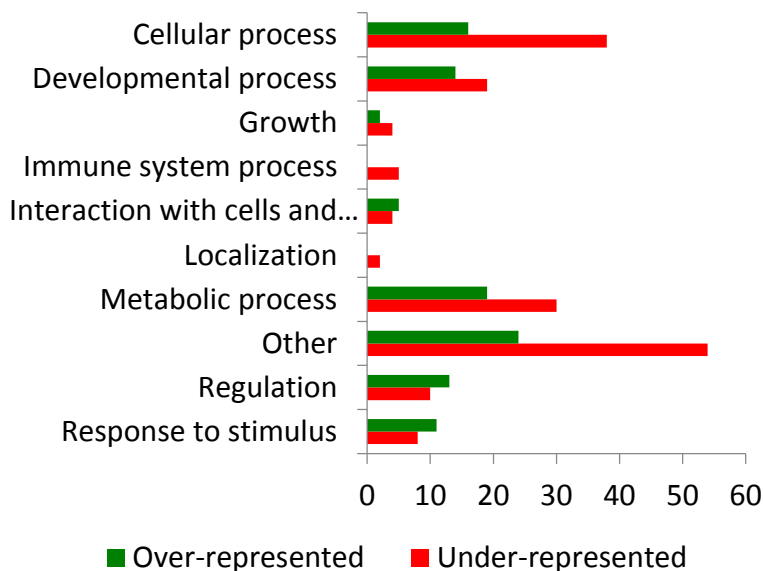 Cellular process
Developmental process
Growth
Immune system process
Interaction with cells and...
Localization
Metabolic process
Other
Regulation
Response to stimulus
0 10 20 30 40 50 60
Over-represented Under-represented